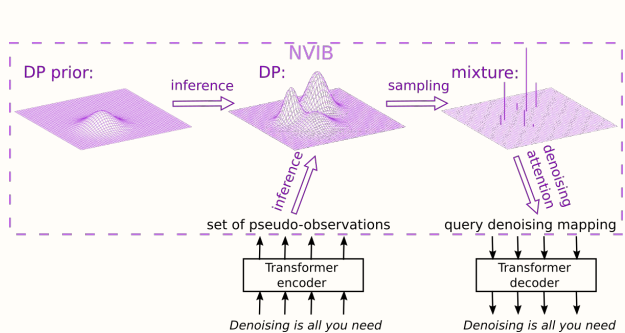 NVIB
DP prior:
inference
DP:
sampling
mixture:
inference
denoising
attention
set of pseudo-observations
query denoising mapping
Transformer
encoder
Transformer
decoder
Denoising is all you need
Denoising is all you need